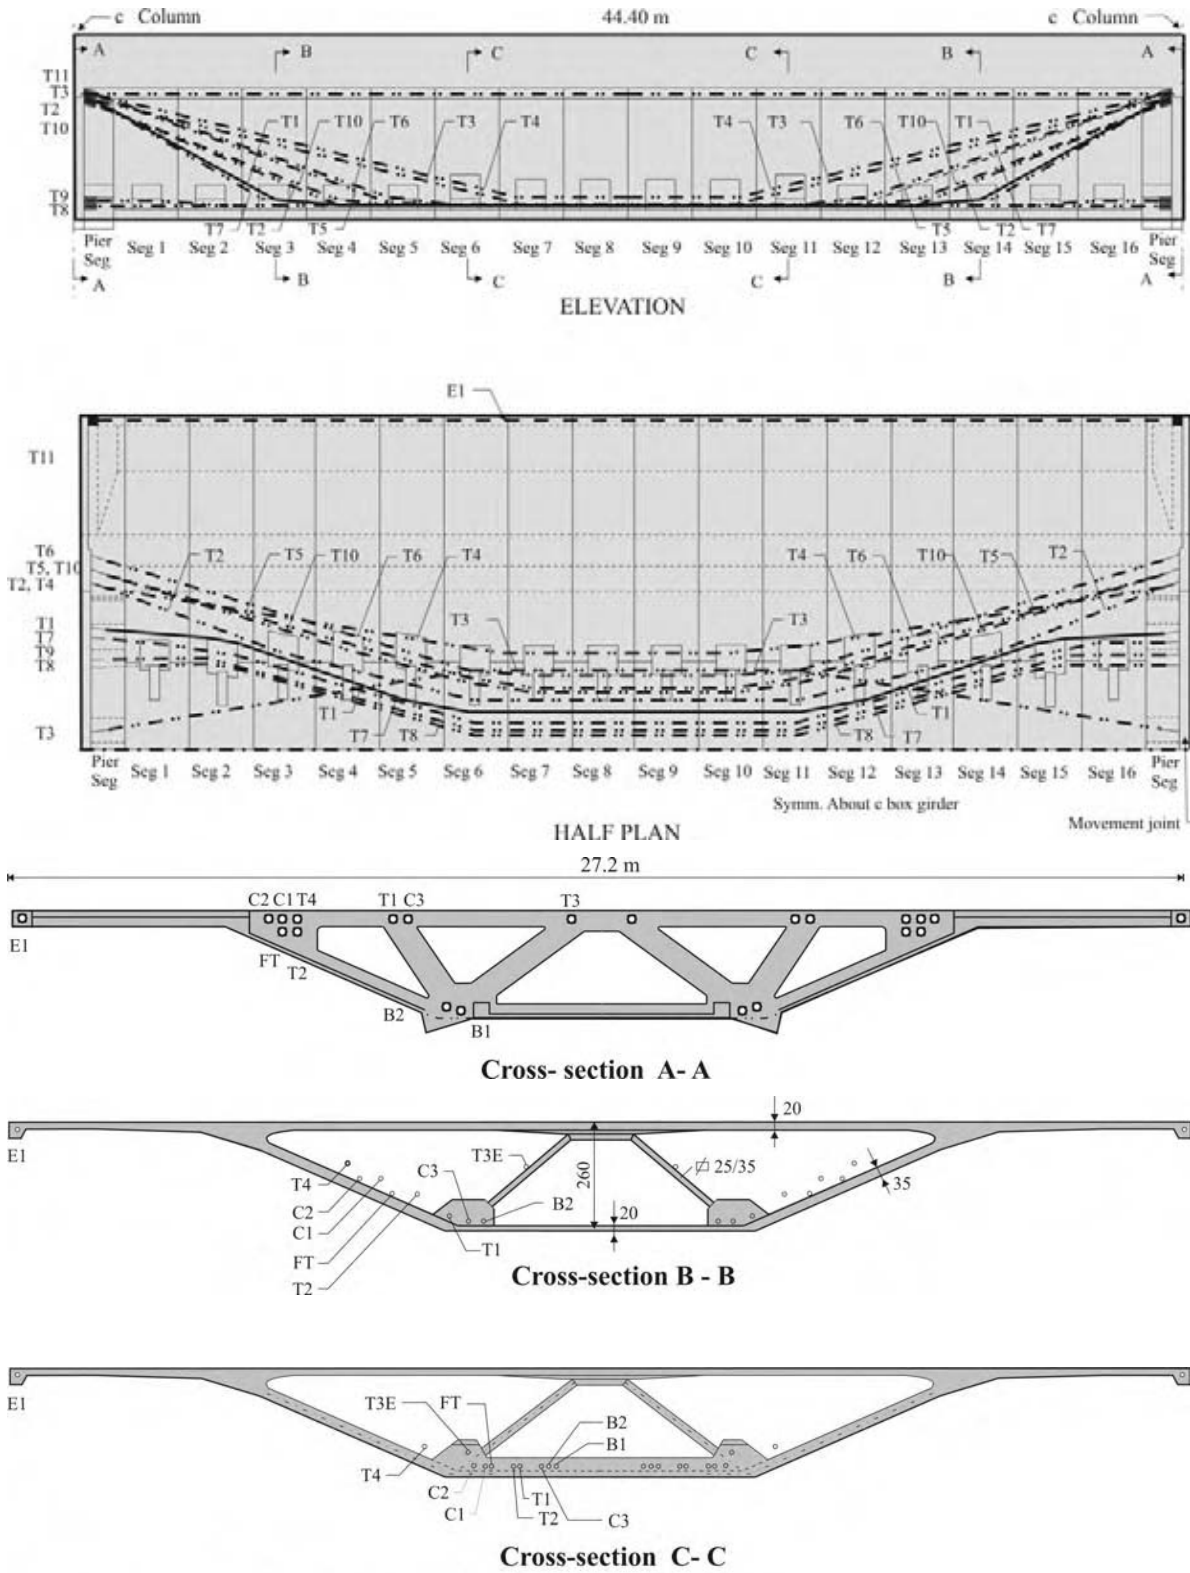 c Column 44.40 m c Column
A B C C B A
T11
T3
T2
T10
T1 T10 T6 T3 T4 T4 T3 T6 T10 T1
T9
T8
T7 T2 T5 T5 T2 T7
Pier Seg Seg 1 Seg 2 Seg 3 Seg 4 Seg 5 Seg 6 Seg 7 Seg 8 Seg 9 Seg 10 Seg 11 Seg 12 Seg 13 Seg 14 Seg 15 Seg 16 Pier Seg
A B C C B A
ELEVATION
E1
T11
T6
T5, T10
T2, T4
T2 T5 T10 T6 T4 T4 T6 T10 T5 T2
T1
T7
T9
T8
T3 T3
T1 T1
T3
T7 T8 T8 T7
Pier Seg Seg 1 Seg 2 Seg 3 Seg 4 Seg 5 Seg 6 Seg 7 Seg 8 Seg 9 Seg 10 Seg 11 Seg 12 Seg 13 Seg 14 Seg 15 Seg 16 Pier Seg
Symm. About c box girder
Movement joint
HALF PLAN
27.2 m
C2 C1 T4 T1 C3 T3
E1
FT
T2
B2
B1
Cross- section A- A
20
E1
T3E
C3
260
25/35
T4
35
C2
B2
20
C1
T1
FT
T2
Cross-section B - B
E1
T3E FT
B2
B1
T4
C2
T1
C1
T2
C3
Cross-section C- C